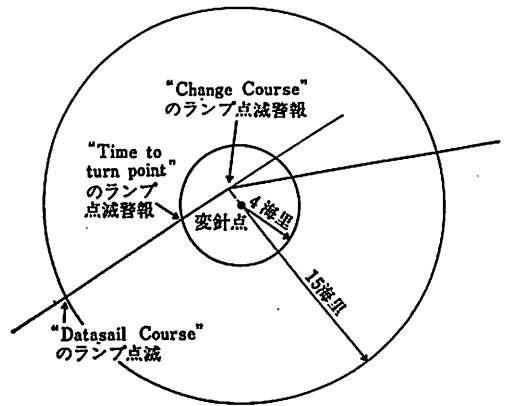 “Change Course”
のランプ点滅警報
“Time to
turn point”
のランプ
点滅警報
変針点
4海里
15海里
“Datasail Course”
のランプ点滅